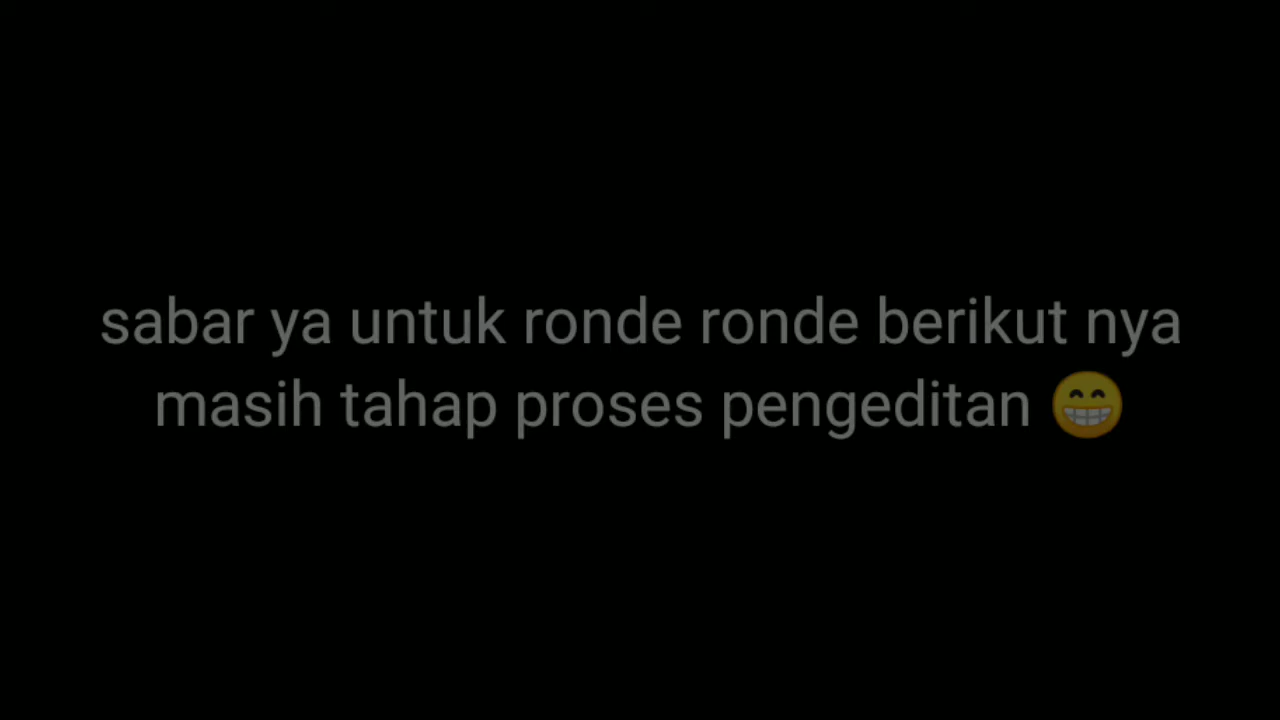 sabar ya untuk ronde ronde berikut nya
masih tahap proses pengeditan 😁